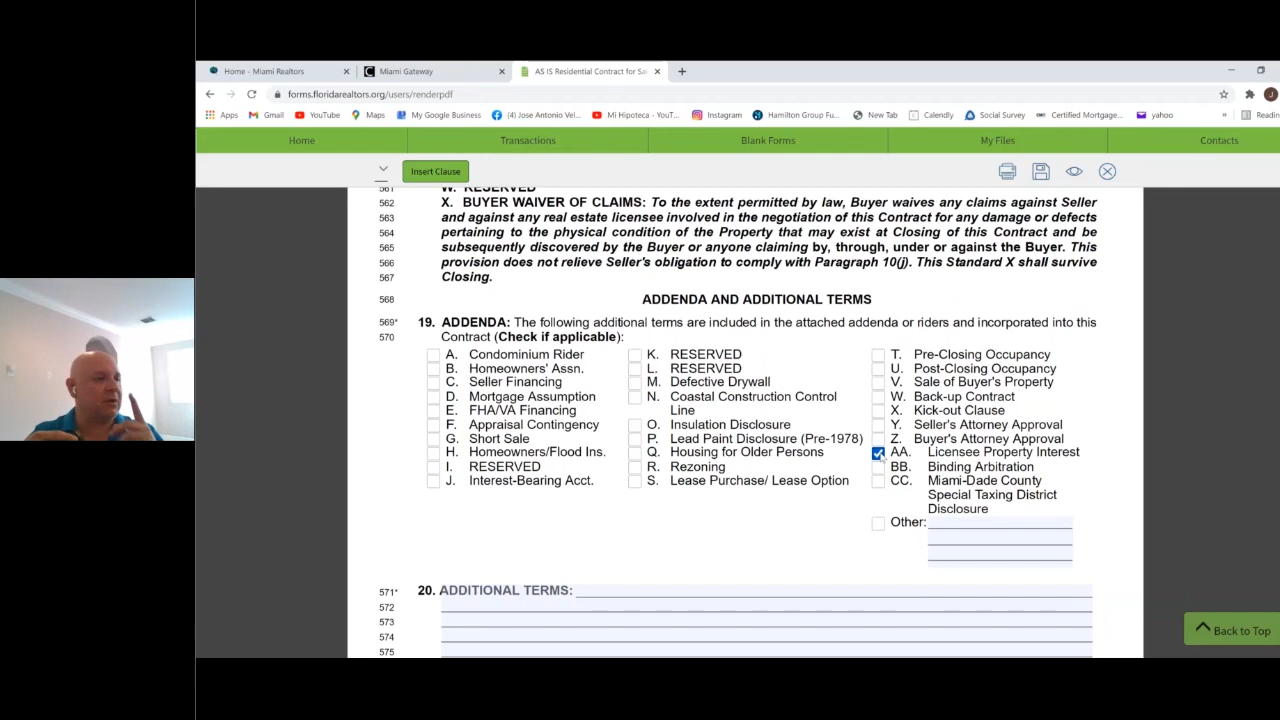 Home - Miami Realtors
Miami Gateway
AS IS Residential Contract for Sa
forms.floridarealtors.org/users/renderpdf
Apps Gmail YouTube Maps My Google Business (4) Jose Antonio Vel... Mi Hipoteca - YouT... Instagram Hamilton Group Fu... New Tab Calendly Social Survey Certified Mortgage... yahoo » Readin
Home Transactions Blank Forms My Files Contacts
Insert Clause
561 W. RESERVED
562 X. BUYER WAIVER OF CLAIMS: To the extent permitted by law, Buyer waives any claims against Seller
563 and against any real estate licensee involved in the negotiation of this Contract for any damage or defects
564 pertaining to the physical condition of the Property that may exist at Closing of this Contract and be
565 subsequently discovered by the Buyer or anyone claiming by, through, under or against the Buyer. This
566 provision does not relieve Seller's obligation to comply with Paragraph 10(j). This Standard X shall survive
567 Closing.
568 ADDENDA AND ADDITIONAL TERMS
569* 19. ADDENDA: The following additional terms are included in the attached addenda or riders and incorporated into this
570 Contract (Check if applicable):
A. Condominium Rider
B. Homeowners' Assn.
C. Seller Financing
D. Mortgage Assumption
E. FHA/VA Financing
F. Appraisal Contingency
G. Short Sale
H. Homeowners/Flood Ins.
I. RESERVED
J. Interest-Bearing Acct.
K. RESERVED
L. RESERVED
M. Defective Drywall
N. Coastal Construction Control
Line
O. Insulation Disclosure
P. Lead Paint Disclosure (Pre-1978)
Q. Housing for Older Persons
R. Rezoning
S. Lease Purchase/ Lease Option
T. Pre-Closing Occupancy
U. Post-Closing Occupancy
V. Sale of Buyer's Property
W. Back-up Contract
X. Kick-out Clause
Y. Seller's Attorney Approval
Z. Buyer's Attorney Approval
AA. Licensee Property Interest
BB. Binding Arbitration
CC. Miami-Dade County
Special Taxing District
Disclosure
Other:
571* 20. ADDITIONAL TERMS:
572
573
574
575
Back to Top